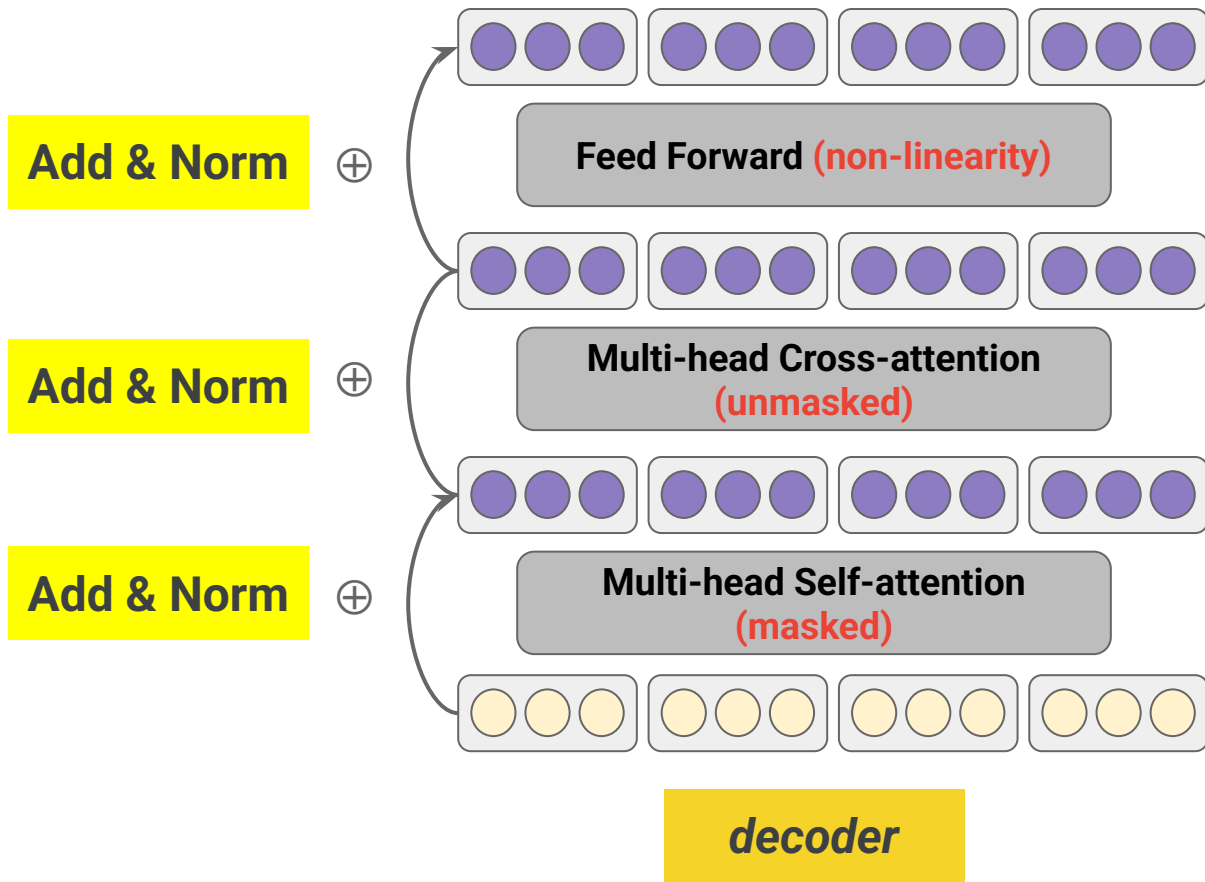 Add & Norm
Feed Forward (non-linearity)
Add & Norm
Multi-head Cross-attention
(unmasked)
Add & Norm
Multi-head Self-attention
(masked)
decoder